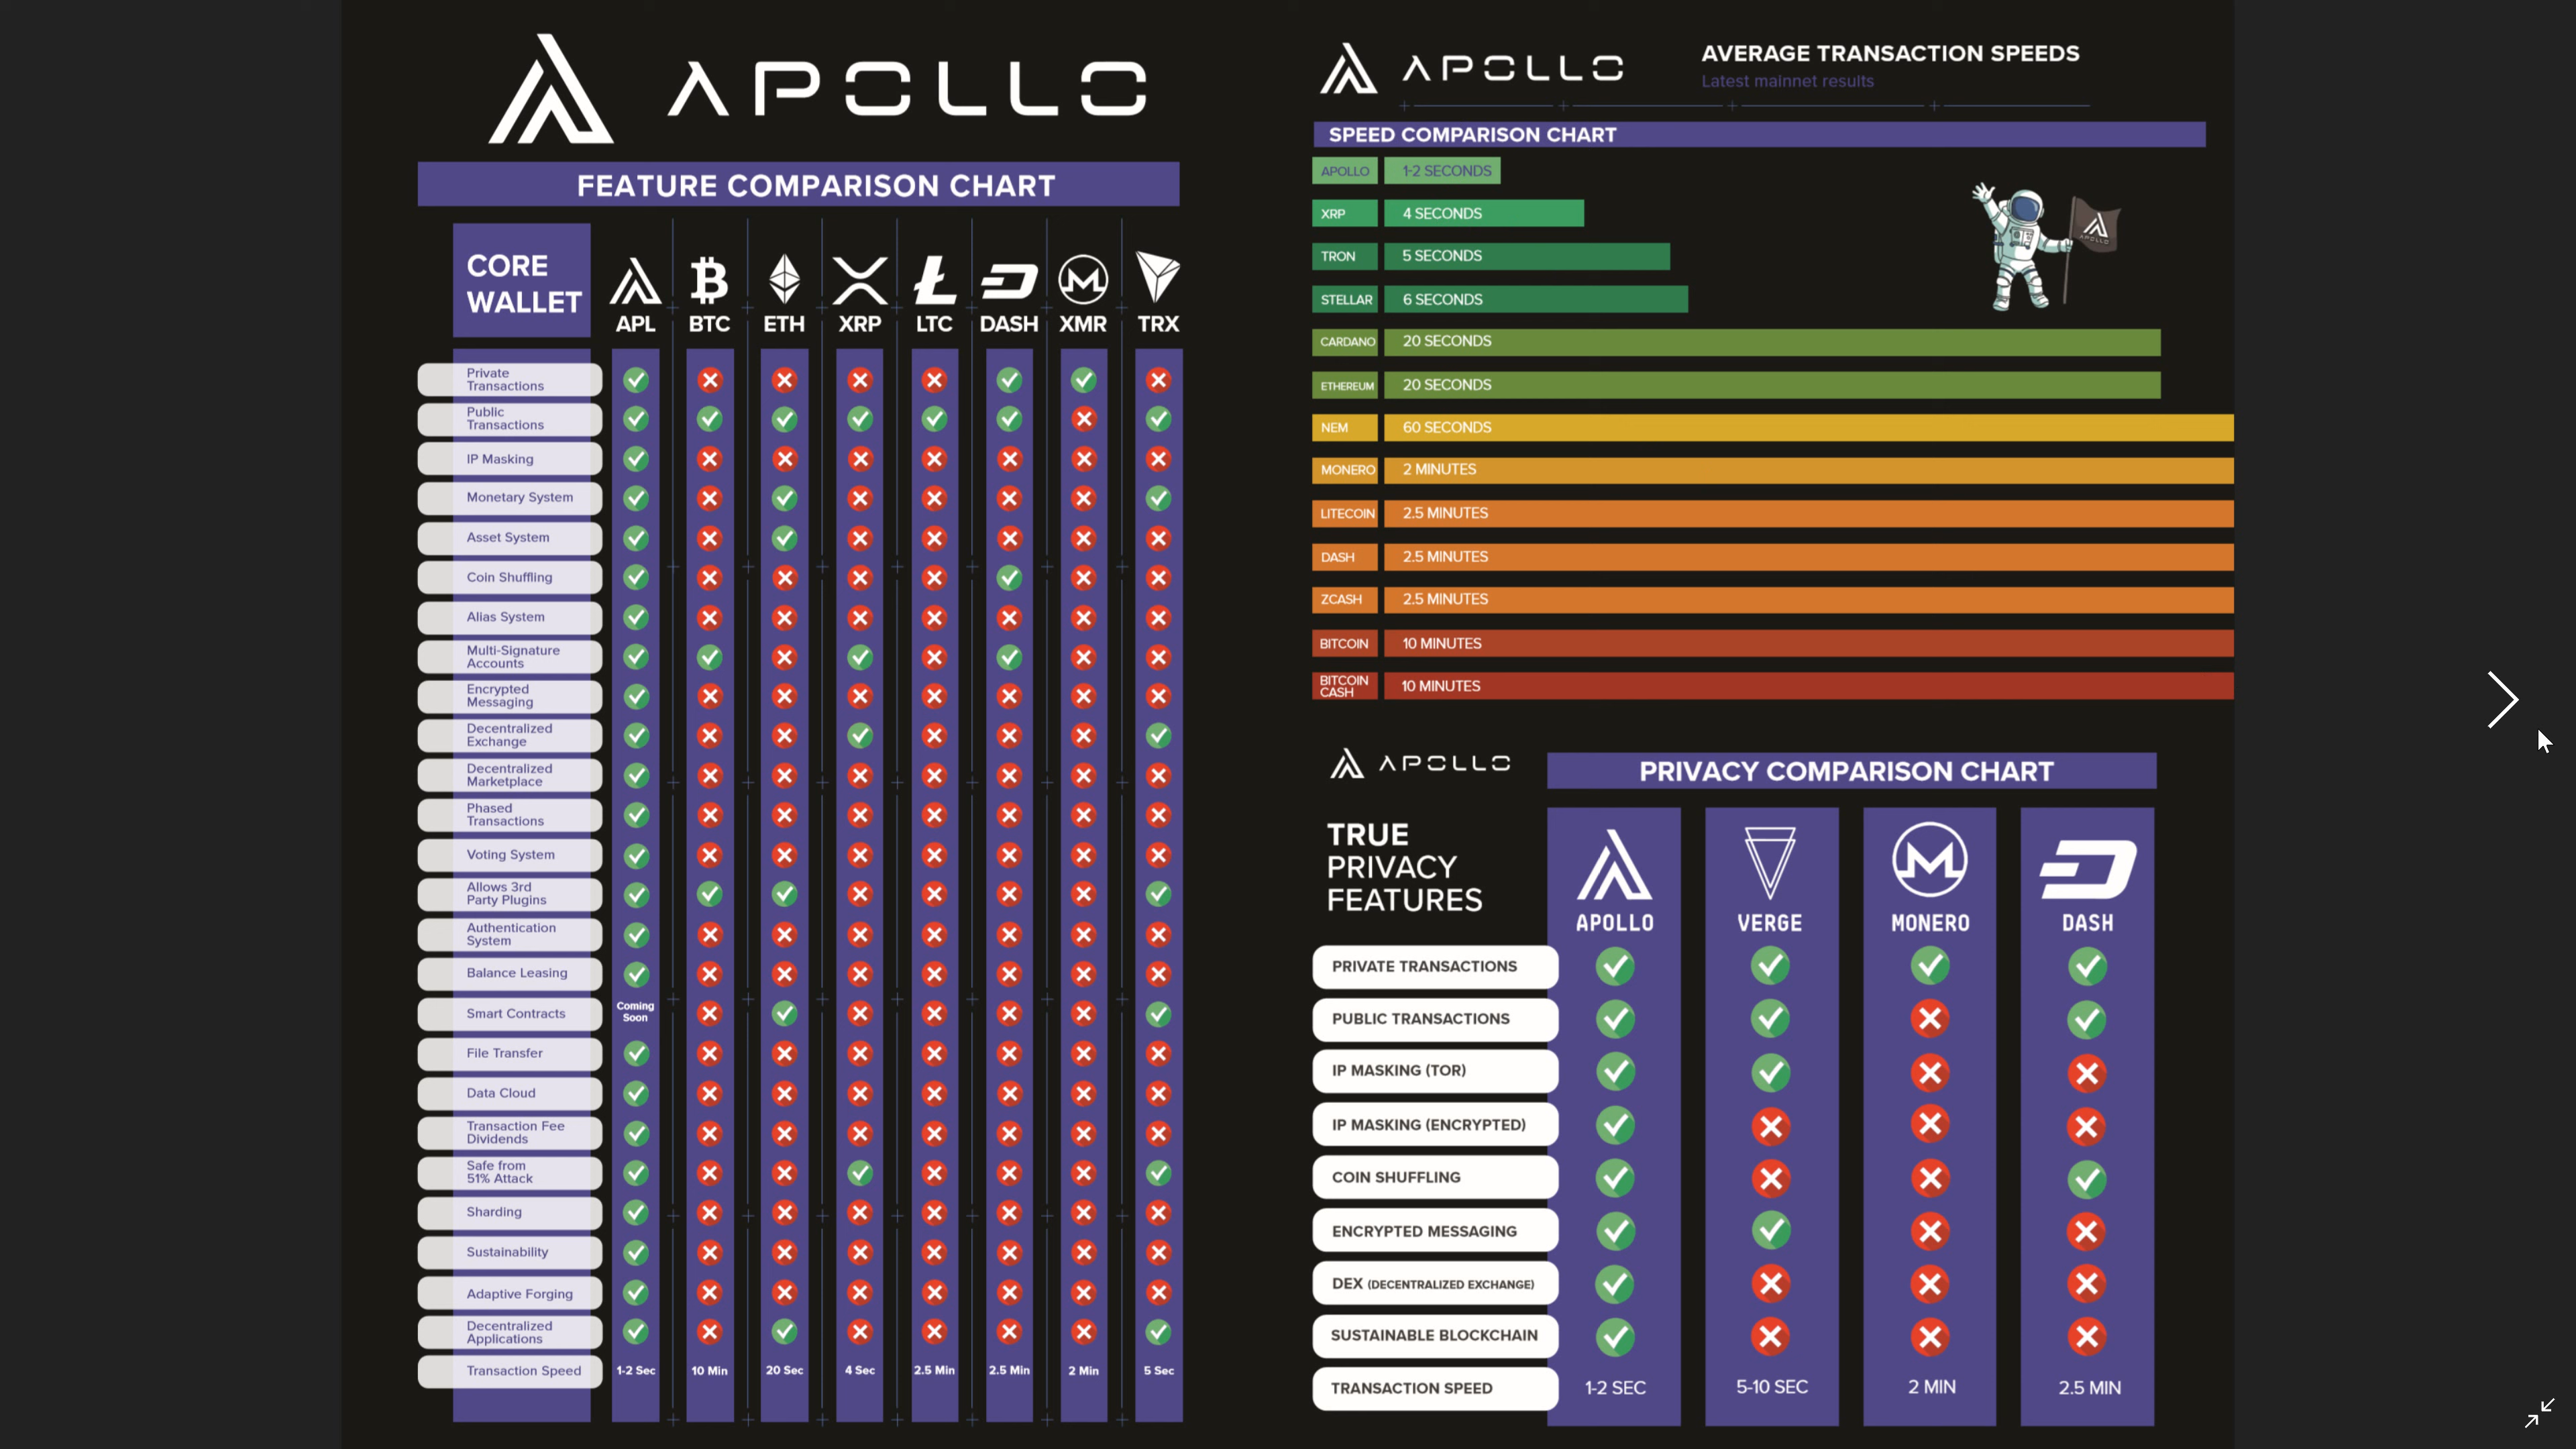 APOLLO
FEATURE COMPARISON CHART
CORE
WALLET
APL BTC ETH XRP LTC DASH XMR TRX
Private
Transactions
Public
Transactions
IP Masking
Monetary System
Asset System
Coin Shuffling
Alias System
Multi-Signature
Accounts
Encrypted
Messaging
Decentralized
Exchange
Decentralized
Marketplace
Phased
Transactions
Voting System
Allows 3rd
Party Plugins
Authentication
System
Balance Leasing
Smart Contracts
Coming
Soon
File Transfer
Data Cloud
Transaction Fee
Dividends
Safe from
51% Attack
Sharding
Sustainability
Adaptive Forging
Decentralized
Applications
Transaction Speed 1-2 Sec 10 Min 20 Sec 4 Sec 2.5 Min 2.5 Min 2 Min 5 Sec
APOLLO
AVERAGE TRANSACTION SPEEDS
Latest mainnet results
SPEED COMPARISON CHART
APOLLO 1-2 SECONDS
XRP 4 SECONDS
TRON 5 SECONDS
STELLAR 6 SECONDS
CARDANO 20 SECONDS
ETHEREUM 20 SECONDS
NEM 60 SECONDS
MONERO 2 MINUTES
LITECOIN 2.5 MINUTES
DASH 2.5 MINUTES
ZCASH 2.5 MINUTES
BITCOIN 10 MINUTES
BITCOIN
CASH 10 MINUTES
APOLLO
APOLLO
PRIVACY COMPARISON CHART
TRUE
PRIVACY
FEATURES
APOLLO VERGE MONERO DASH
PRIVATE TRANSACTIONS
PUBLIC TRANSACTIONS
IP MASKING (TOR)
IP MASKING (ENCRYPTED)
COIN SHUFFLING
ENCRYPTED MESSAGING
DEX (DECENTRALIZED EXCHANGE)
SUSTAINABLE BLOCKCHAIN
TRANSACTION SPEED 1-2 SEC 5-10 SEC 2 MIN 2.5 MIN